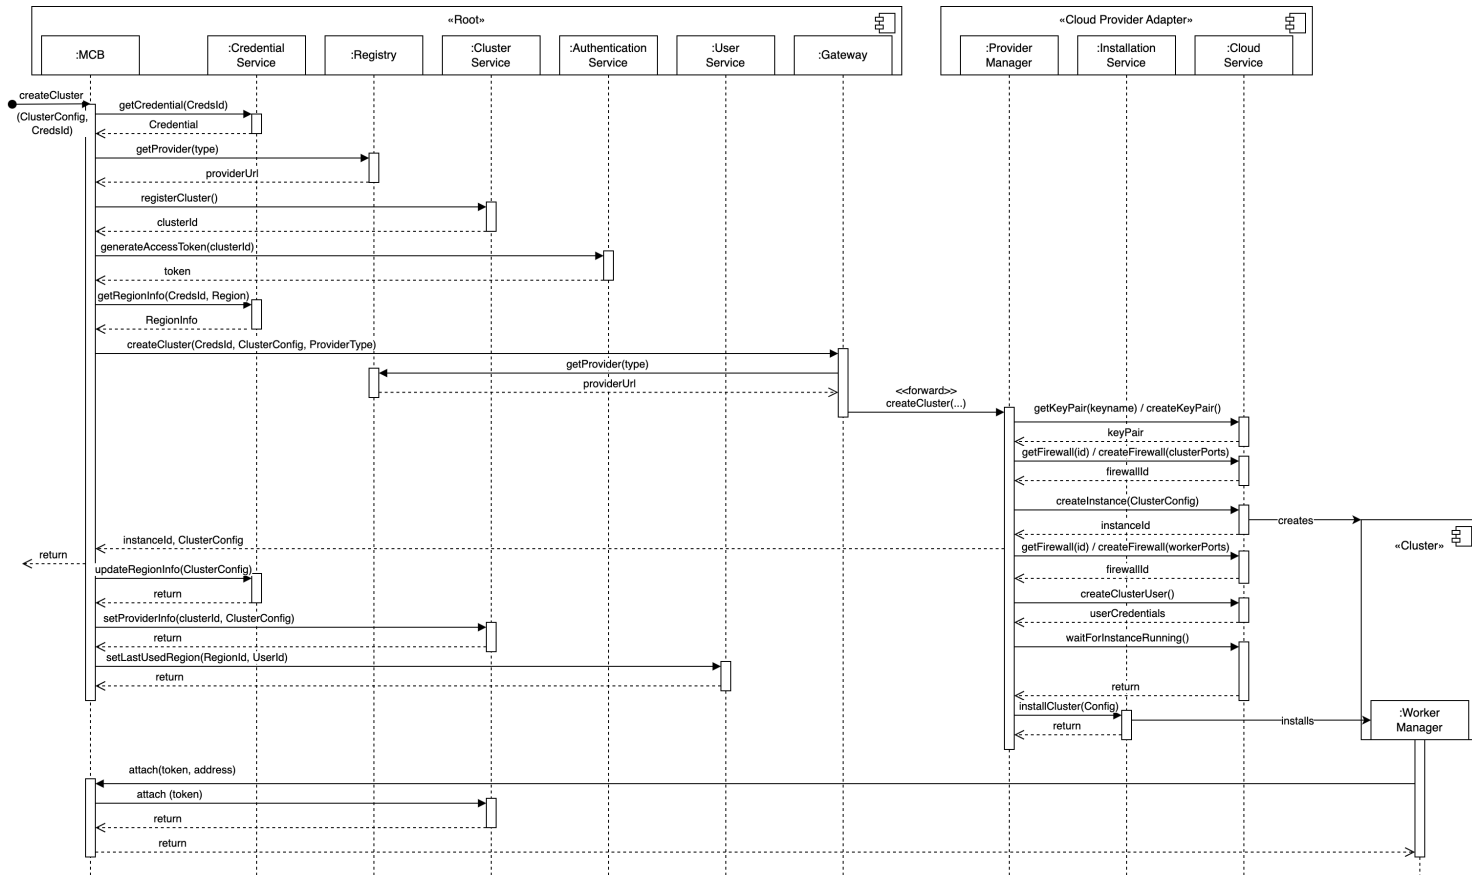 «Root»
«Cloud Provider Adapter»
:MCB
:Credential
Service
:Registry
:Cluster
Service
:Authentication
Service
:User
Service
:Gateway
:Provider
Manager
:Installation
Service
:Cloud
Service
createCluster
(ClusterConfig,
CredsId)
getCredential(CredsId)
Credential
getProvider(type)
providerUrl
registerCluster()
clusterId
generateAccessToken(clusterId)
token
getRegionInfo(CredsId, Region)
RegionInfo
createCluster(CredsId, ClusterConfig, ProviderType)
getProvider(type)
providerUrl
<<forward>>
createCluster(...)
getKeyPair(keyname) / createKeyPair()
keyPair
getFirewall(id) / createFirewall(clusterPorts)
firewallId
createInstance(ClusterConfig)
creates
instanceId
«Cluster»
instanceId, ClusterConfig
return
getFirewall(id) / createFirewall(workerPorts)
firewallId
updateRegionInfo(ClusterConfig)
return
createClusterUser()
userCredentials
setProviderInfo(clusterId, ClusterConfig)
return
waitForInstanceRunning()
setLastUsedRegion(RegionId, UserId)
return
return
installCluster(Config)
return
installs
:Worker
Manager
attach(token, address)
attach (token)
return
return